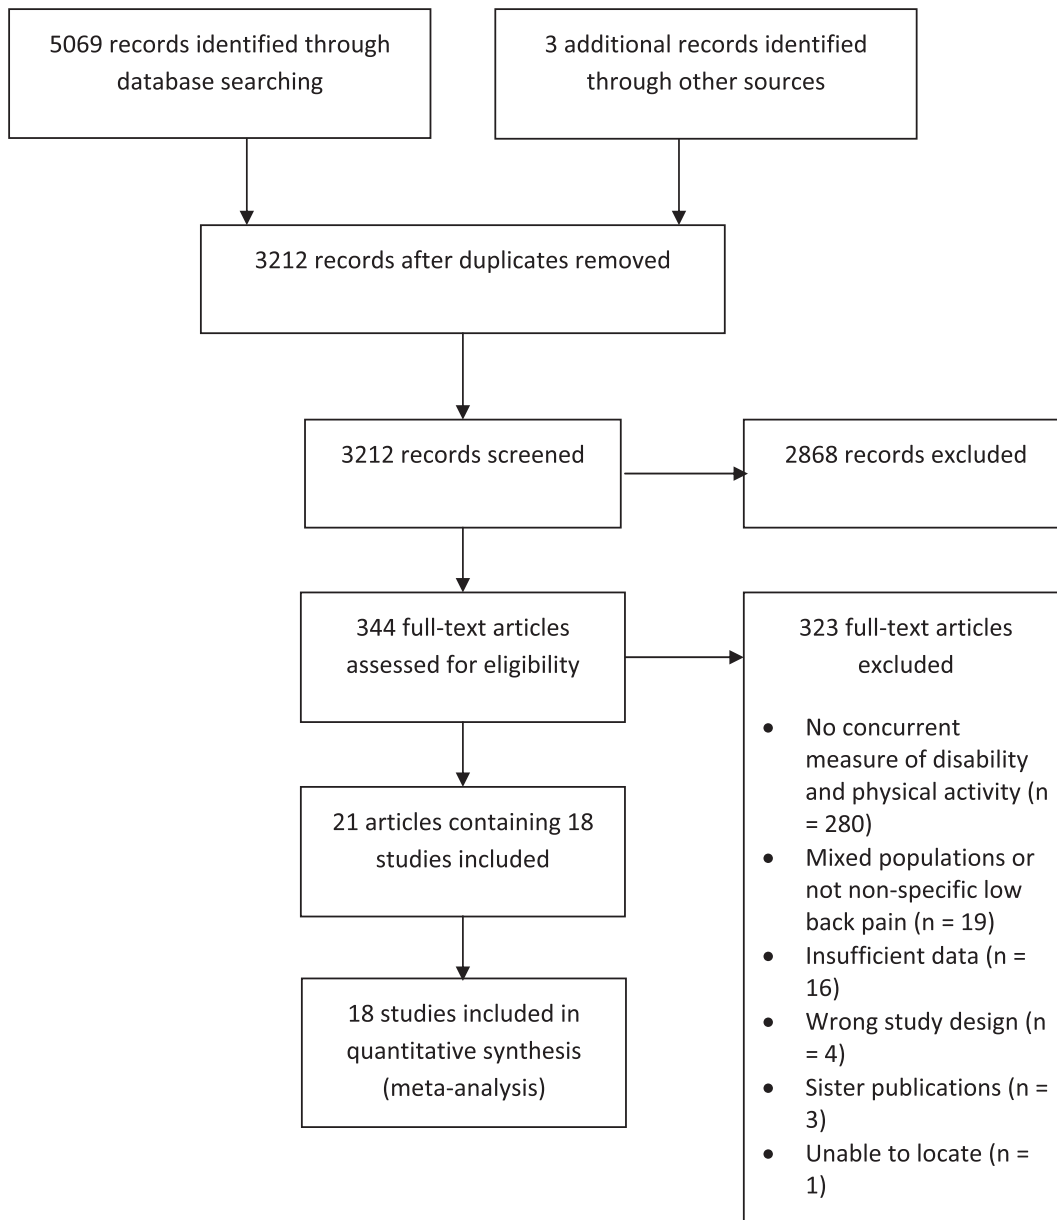 5069 records identified through
database searching
3 additional records identified
through other sources
3212 records after duplicates removed
3212 records screened
2868 records excluded
344 full-text articles
assessed for eligibility
323 full-text articles
excluded
• No concurrent
measure of disability
and physical activity (n
= 280)
• Mixed populations or
not non-specific low
back pain (n = 19)
• Insufficient data (n =
16)
• Wrong study design (n
= 4)
• Sister publications (n =
3)
• Unable to locate (n =
1)
21 articles containing 18
studies included
18 studies included in
quantitative synthesis
(meta-analysis)